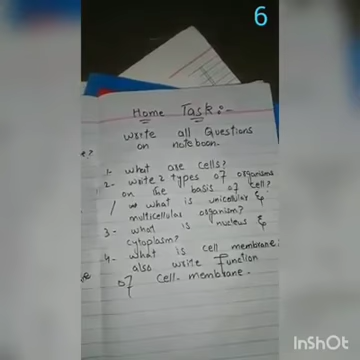 6
Home Task:-
write all Questions
on notebook.
1- what are cells?
2- write 2 types of organisms
on the basis of cell?
what is unicellular &
multicellular organism?
3- what is nucleus &
cytoplasm?
4- what is cell membrane.
also write function
of cell-membrane-
InShOt